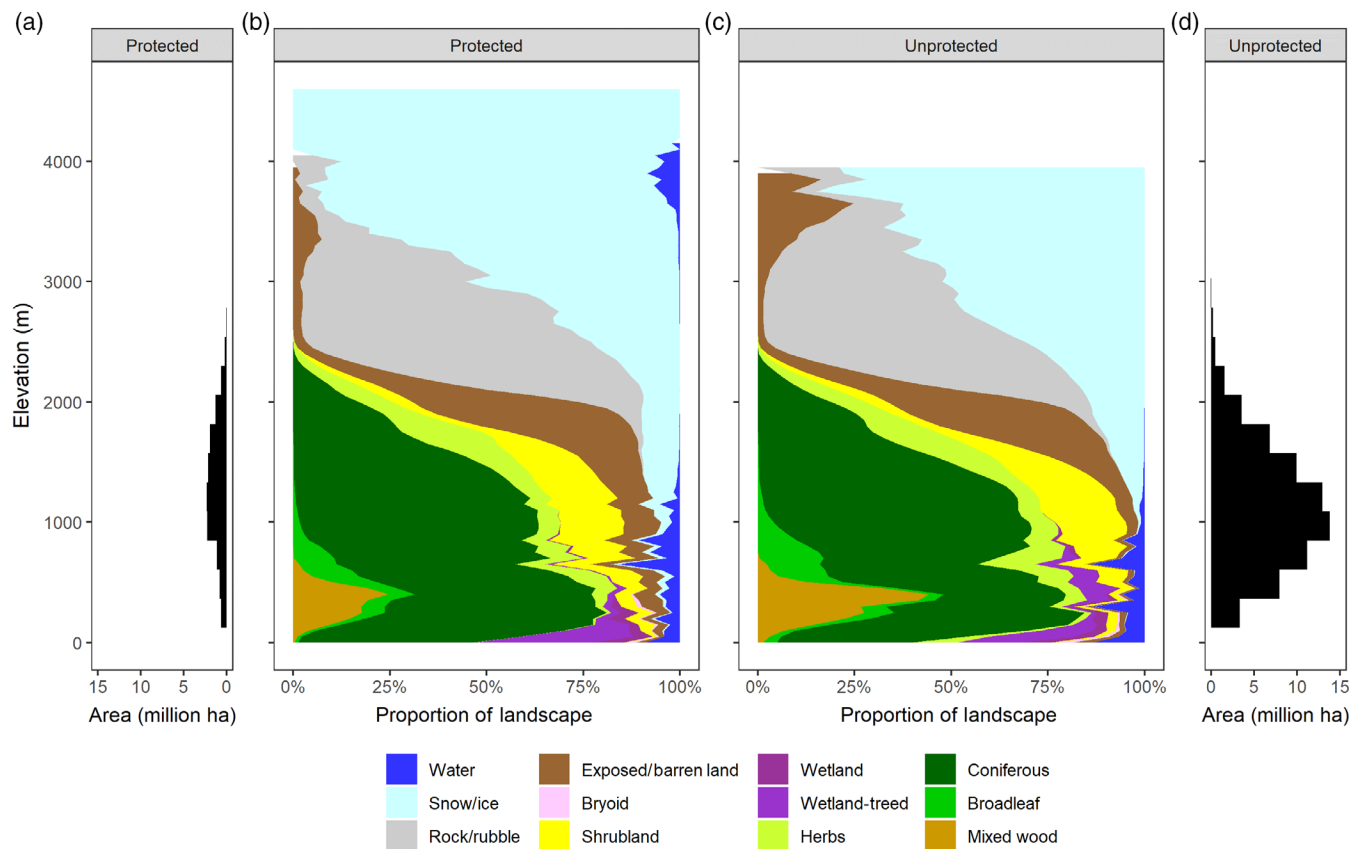 (a)
(b)
(c)
(d)
Protected
Protected
Unprotected
Unprotected
Elevation (m)
4000
3000
2000
1000
0
15 10 5 0
0% 25% 50% 75% 100%
0% 25% 50% 75% 100%
0 5 10 15
Area (million ha)
Proportion of landscape
Proportion of landscape
Area (million ha)
Water
Snow/ice
Rock/rubble
Exposed/barren land
Bryoid
Shrubland
Wetland
Wetland-treed
Herbs
Coniferous
Broadleaf
Mixed wood